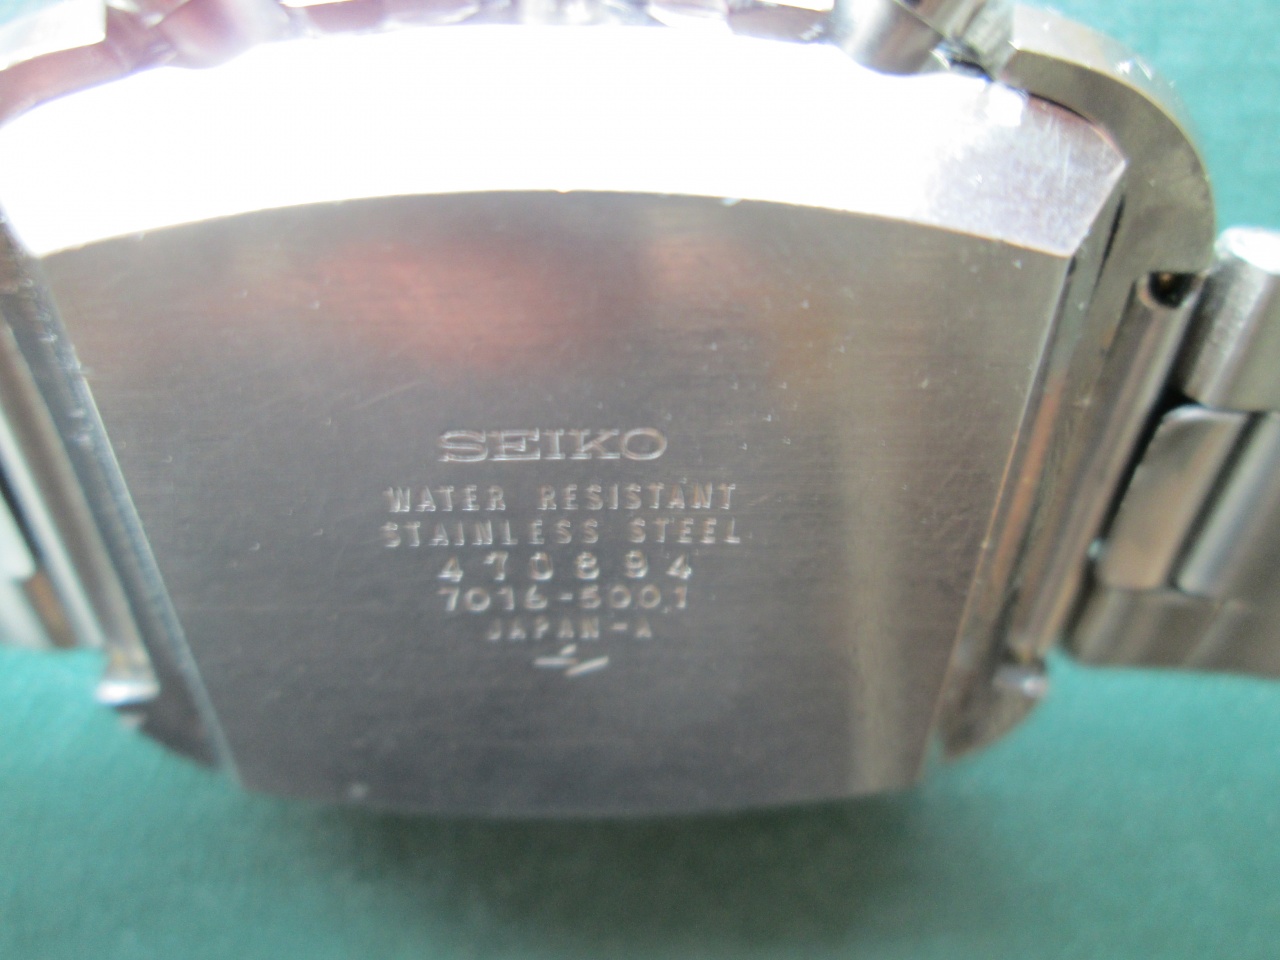 SEIKO
WATER RESISTANT
STAINLESS STEEL
470894
7016-5001
JAPAN-A